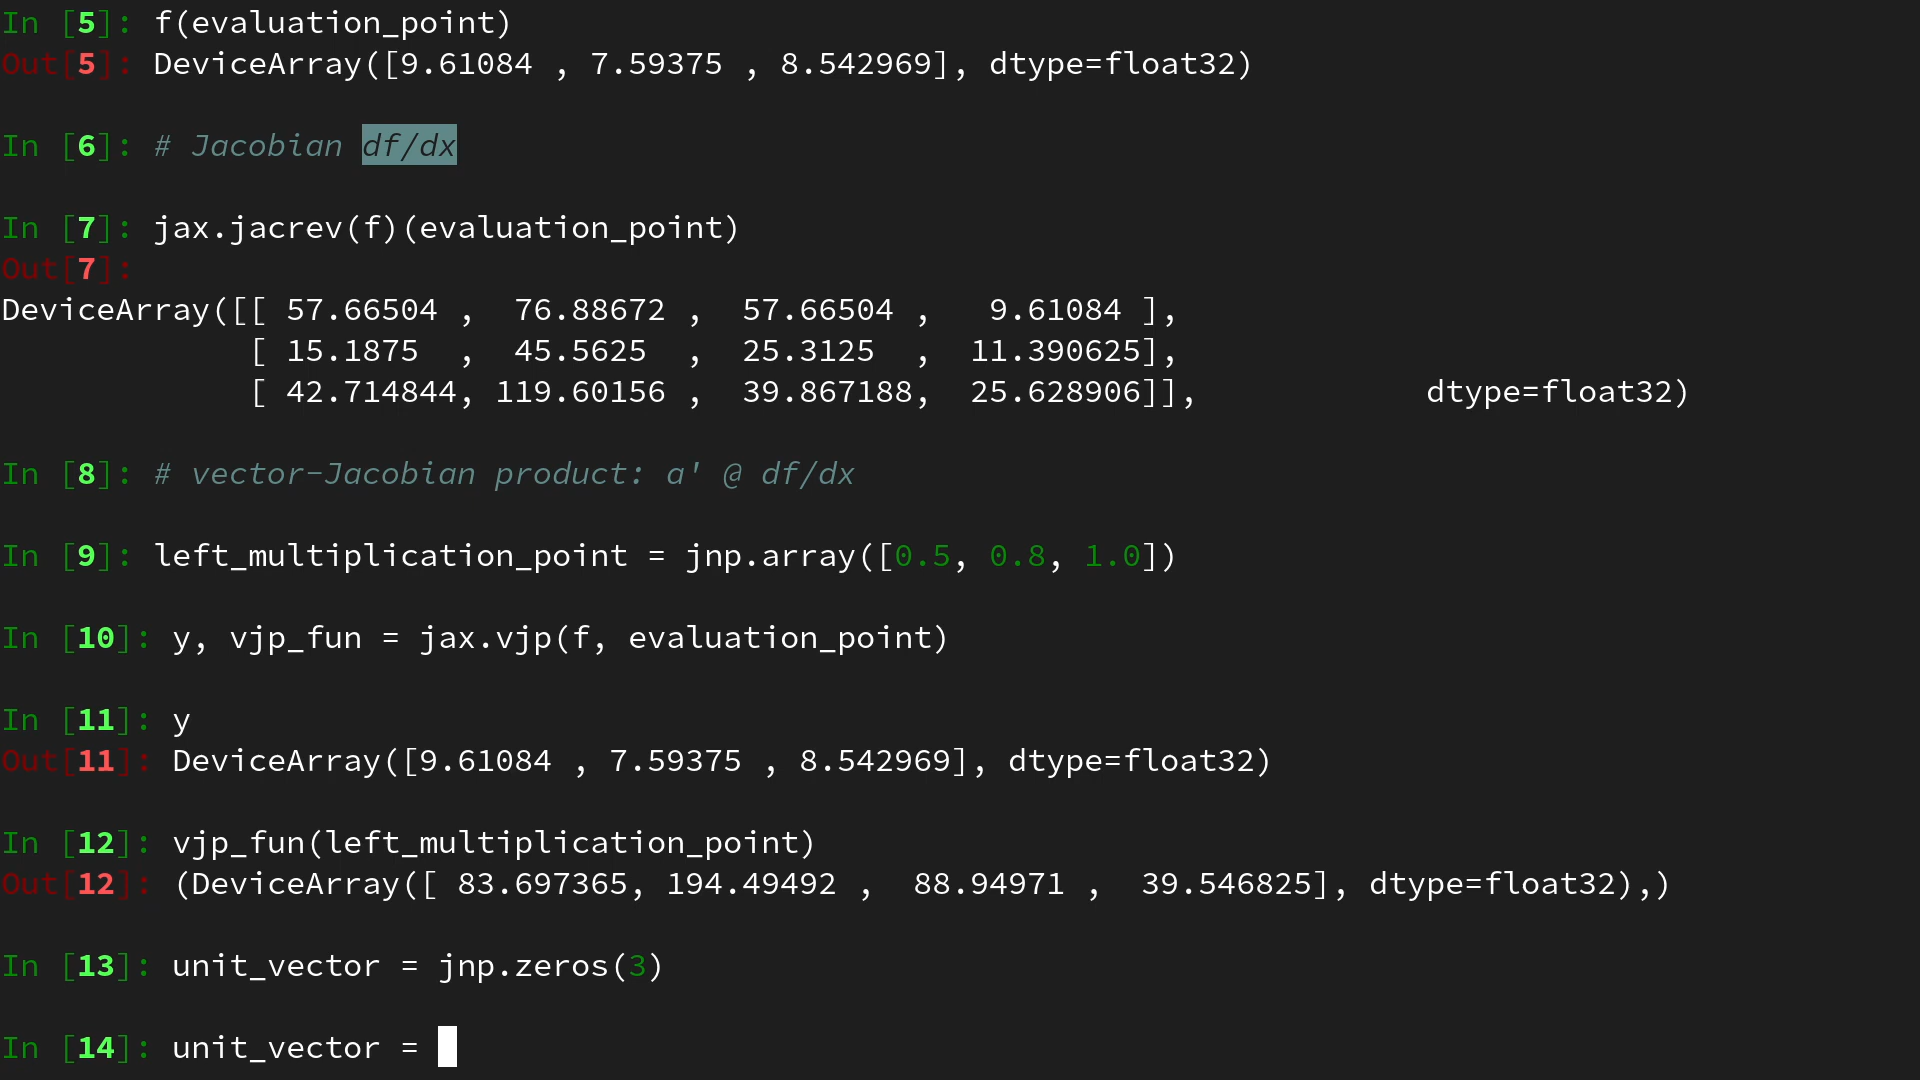 In [5]: f(evaluation_point)
Out[5]: DeviceArray([9.61084 , 7.59375 , 8.542969], dtype=float32)
In [6]: # Jacobian df/dx
In [7]: jax.jacrev(f)(evaluation_point)
Out[7]:
DeviceArray([[ 57.66504 ,  76.88672 ,  57.66504 ,   9.61084 ],
             [ 15.1875  ,  45.5625  ,  25.3125  ,  11.390625],
             [ 42.714844, 119.60156 ,  39.867188,  25.628906]],            dtype=float32)
In [8]: # vector-Jacobian product: a' @ df/dx
In [9]: left_multiplication_point = jnp.array([0.5, 0.8, 1.0])
In [10]: y, vjp_fun = jax.vjp(f, evaluation_point)
In [11]: y
Out[11]: DeviceArray([9.61084 , 7.59375 , 8.542969], dtype=float32)
In [12]: vjp_fun(left_multiplication_point)
Out[12]: (DeviceArray([ 83.697365, 194.49492 ,  88.94971 ,  39.546825], dtype=float32),)
In [13]: unit_vector = jnp.zeros(3)
In [14]: unit_vector =